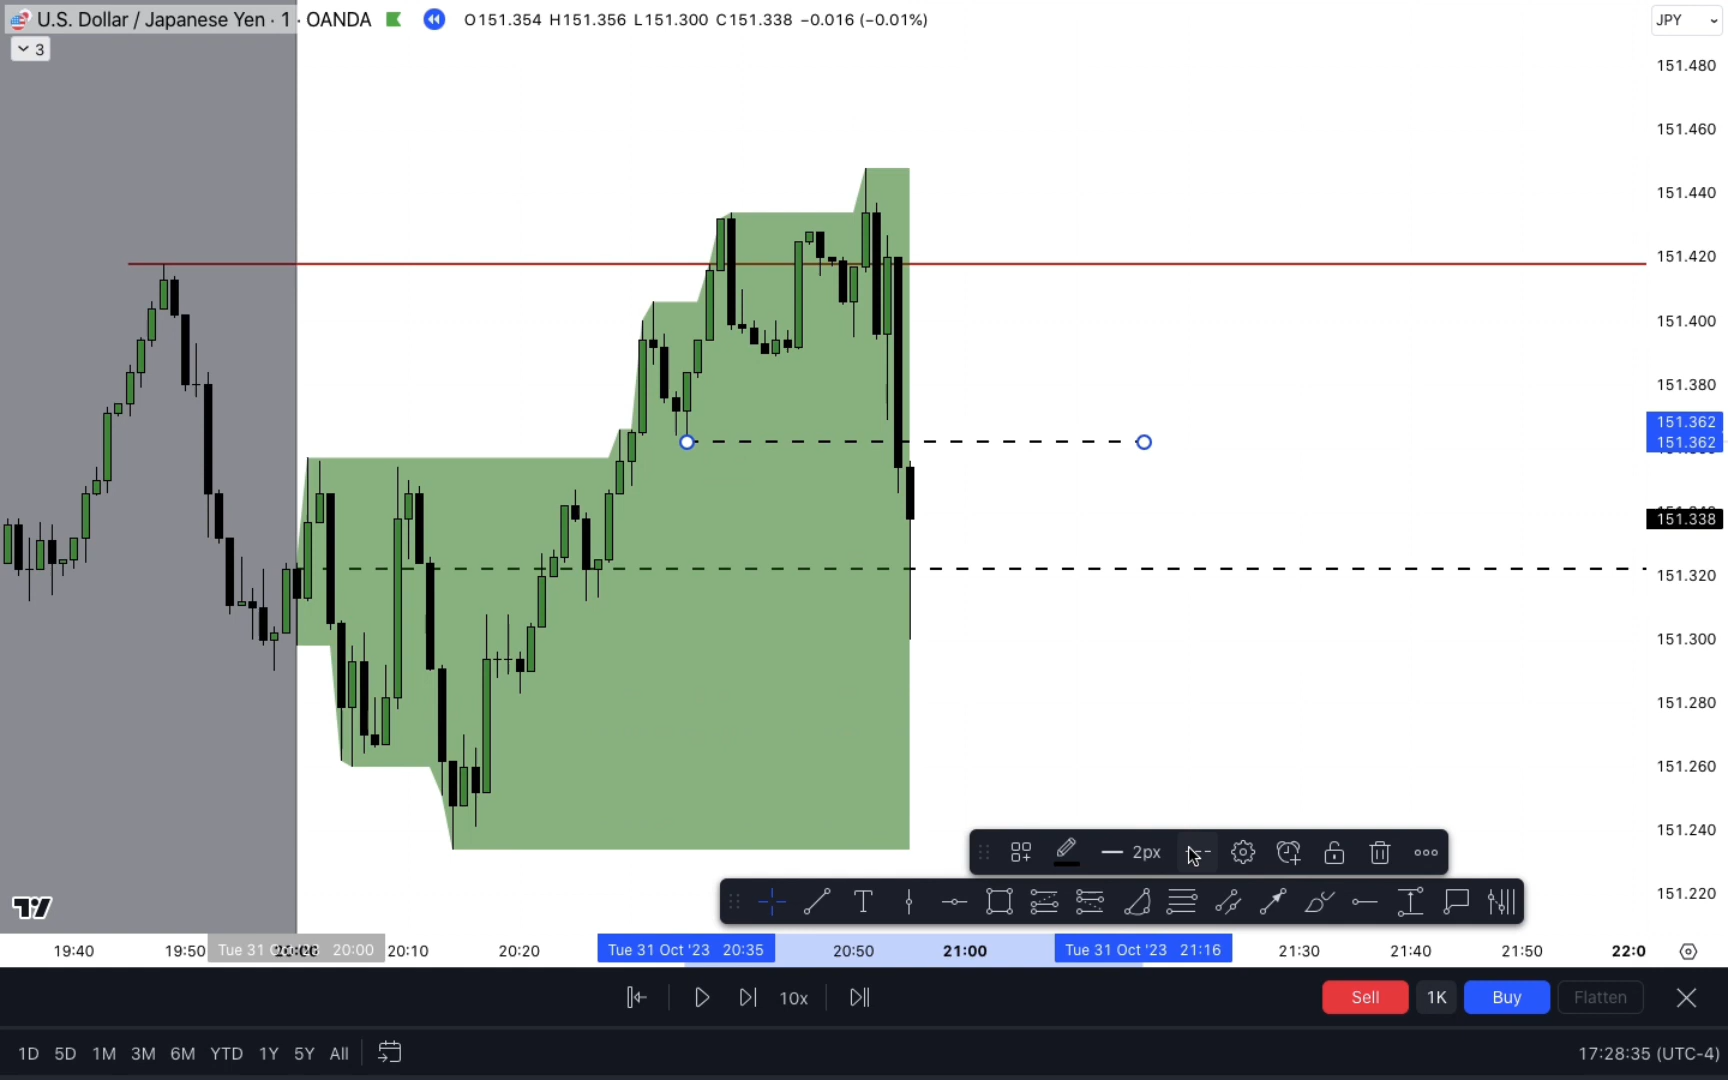 U.S. Dollar / Japanese Yen · 1 · OANDA O151.354 H151.356 L151.300 C151.338 −0.016 (−0.01%)
JPY
3
151.480
151.460
151.440
151.420
151.400
151.380
151.362
151.362
151.338
151.320
151.300
151.280
151.260
151.240
151.220
2px
19:40 19:50 Tue 31 Oct '23 20:00 20:10 20:20 Tue 31 Oct '23 20:35 20:50 21:00 Tue 31 Oct '23 21:16 21:30 21:40 21:50 22:0
10x Sell 1K Buy Flatten
1D 5D 1M 3M 6M YTD 1Y 5Y All 17:28:35 (UTC-4)